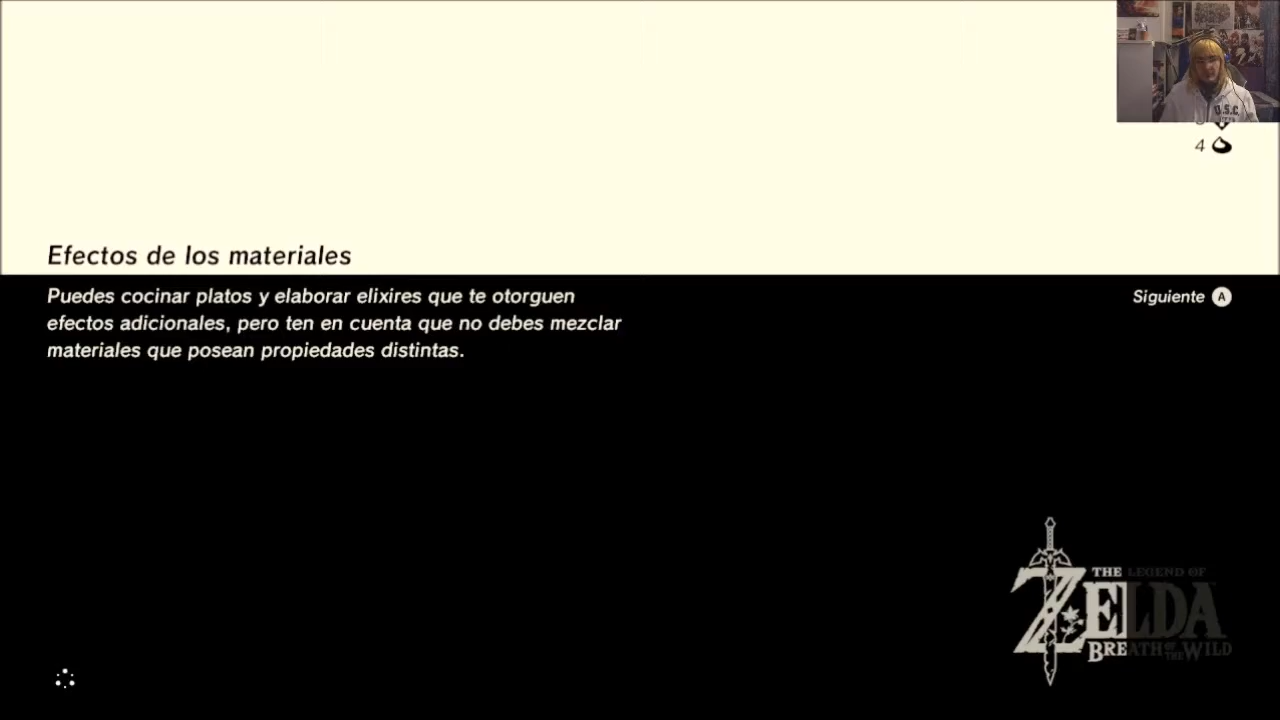 U.S.C.
4
Efectos de los materiales
Puedes cocinar platos y elaborar elixires que te otorguen
efectos adicionales, pero ten en cuenta que no debes mezclar
materiales que posean propiedades distintas.
Siguiente A
THE LEGEND OF
ZELDA
BREATH OF THE WILD